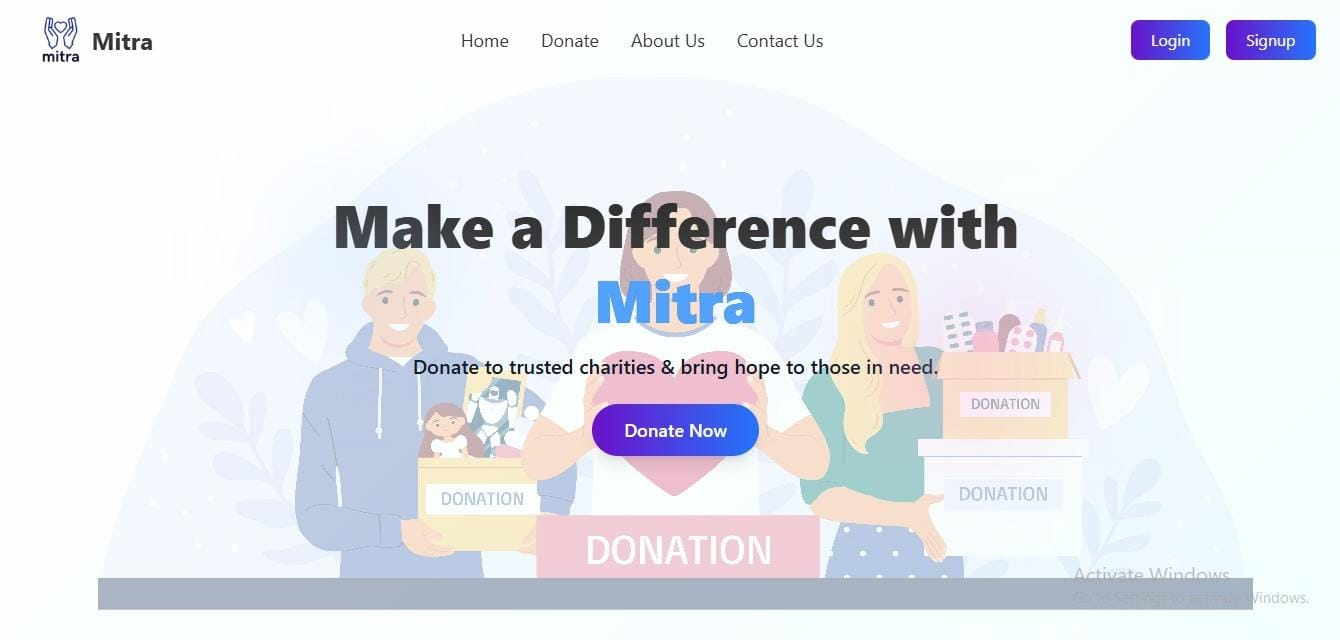 mitra
Mitra
Home
Donate
About Us
Contact Us
Login
Signup
Make a Difference with
Mitra
Donate to trusted charities & bring hope to those in need.
Donate Now
DONATION
DONATION
DONATION
DONATION
Activate Windows
Go to Settings to activate Windows.